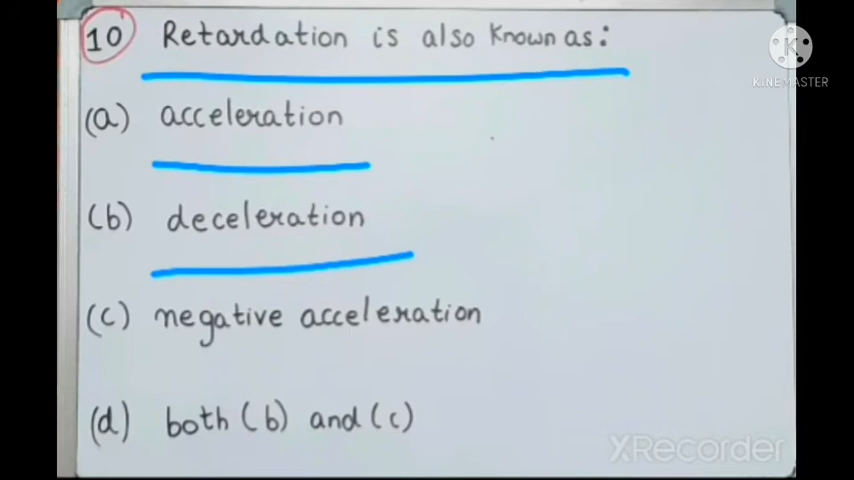 10 Retardation is also known as:
(a) acceleration
(b) deceleration
(c) negative acceleration
(d) both (b) and (c)
K
KINEMASTER
XRecorder